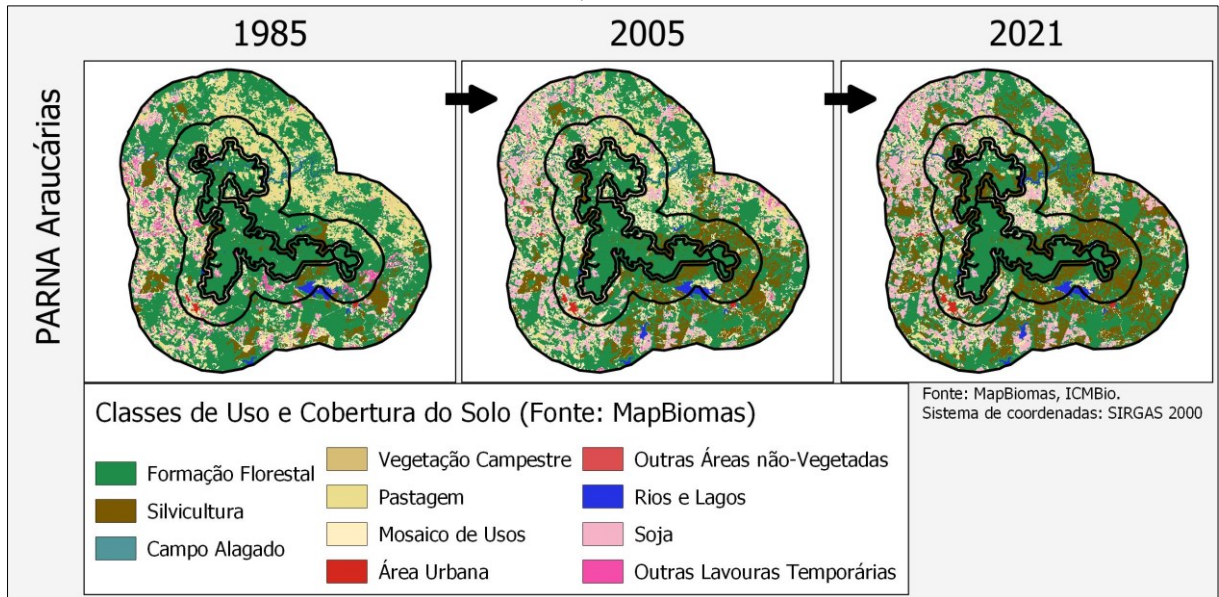 1985
2005
2021
PARNA Araucárias
Fonte: MapBiomas, ICMBio.
Sistema de coordenadas: SIRGAS 2000
Classes de Uso e Cobertura do Solo (Fonte: MapBiomas)
Formação Florestal
Silvicultura
Campo Alagado
Vegetação Campestre
Pastagem
Mosaico de Usos
Área Urbana
Outras Áreas não-Vegetadas
Rios e Lagos
Soja
Outras Lavouras Temporárias